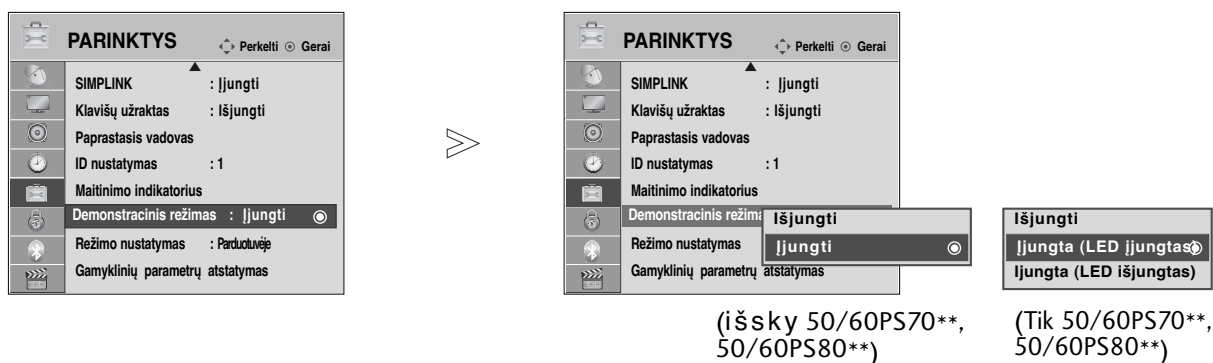 PARINKTYS Perkelti Gerai
SIMPLINK : Įjungti
Klavišų užraktas : Išjungti
Paprastasis vadovas
ID nustatymas : 1
Maitinimo indikatorius
Demonstracinis režimas : Įjungti
Režimo nustatymas : Parduotuvėje
Gamyklinių parametrų atstatymas
PARINKTYS Perkelti Gerai
SIMPLINK : Įjungti
Klavišų užraktas : Išjungti
Paprastasis vadovas
ID nustatymas : 1
Maitinimo indikatorius
Demonstracinis režima
Režimo nustatymas
Gamyklinių parametrų atstatymas
Išjungti
Įjungti
(išsky 50/60PS70**,
50/60PS80**)
Išjungti
Įjungta (LED įjungtas)
Ijungta (LED išjungtas)
(Tik 50/60PS70**,
50/60PS80**)